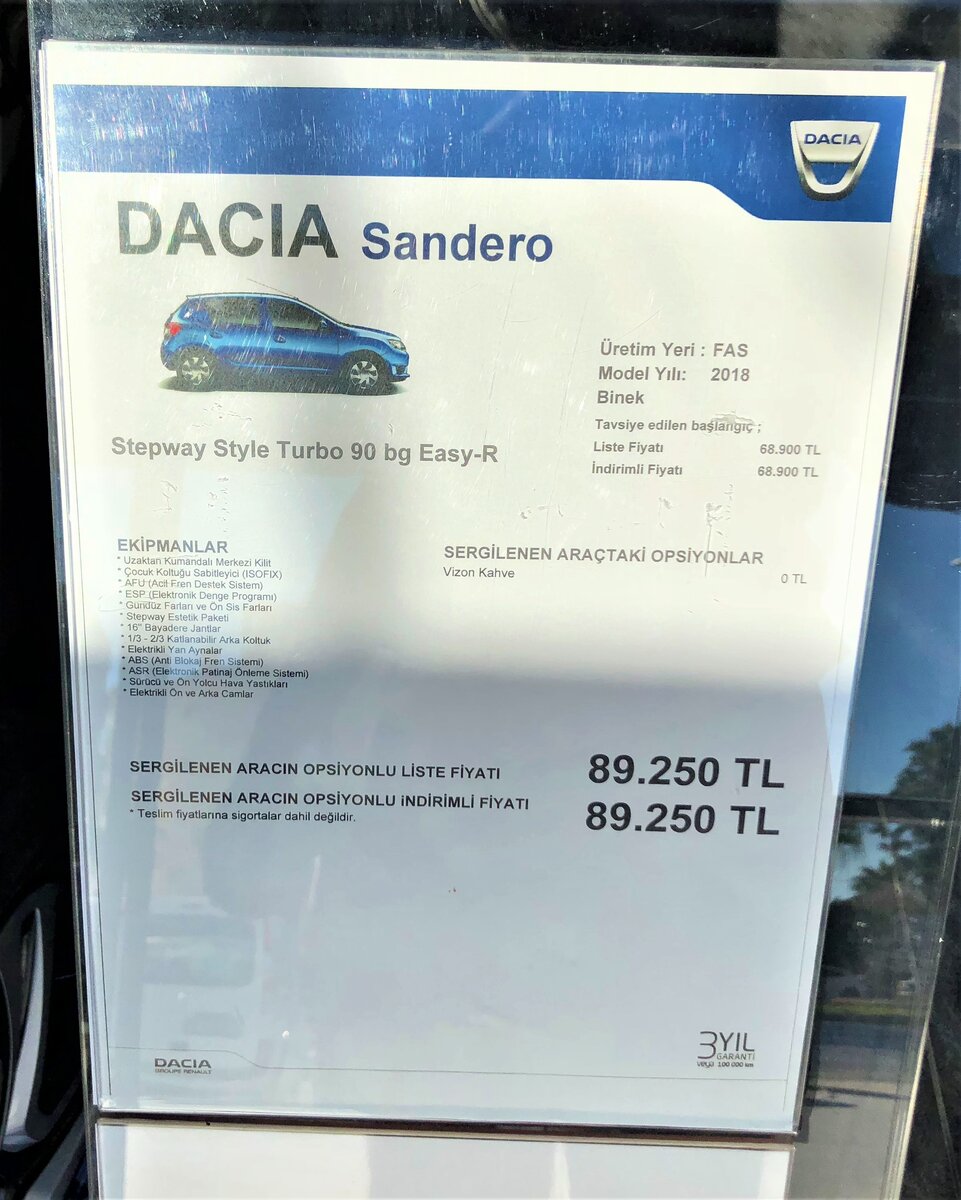 DACIA
DACIA Sandero
Üretim Yeri : FAS
Model Yılı: 2018
Binek
Tavsiye edilen başlangıç ;
Liste Fiyatı 68.900 TL
İndirimli Fiyatı 68.900 TL
Stepway Style Turbo 90 bg Easy-R
EKİPMANLAR
* Uzaktan Kumandalı Merkezi Kilit
* Çocuk Koltuğu Sabitleyici (ISOFIX)
* AFU (Acil Fren Destek Sistem)
* ESP (Elektronik Denge Programı)
* Gündüz Farları ve Ön Sis Farları
* Stepway Estetik Paketi
* 16" Bayadere Jantlar
* 1/3 - 2/3 Katlanabilir Arka Koltuk
* Elektrikli Yan Aynalar
* ABS (Anti Blokaj Fren Sistemi)
* ASR (Elektronik Patinaj Önleme Sistemi)
* Sürücü ve Ön Yolcu Hava Yastıkları
* Elektrikli Ön ve Arka Camlar
SERGİLENEN ARAÇTAKİ OPSİYONLAR
Vizon Kahve 0 TL
SERGİLENEN ARACIN OPSİYONLU LİSTE FİYATI 89.250 TL
SERGİLENEN ARACIN OPSİYONLU iNDİRİMLİ FİYATI 89.250 TL
* Teslim fiyatlarına sigortalar dahil değildir.
DACIA
GROUPE RENAULT
3 YIL
GARANTİ
veya 100 000 km